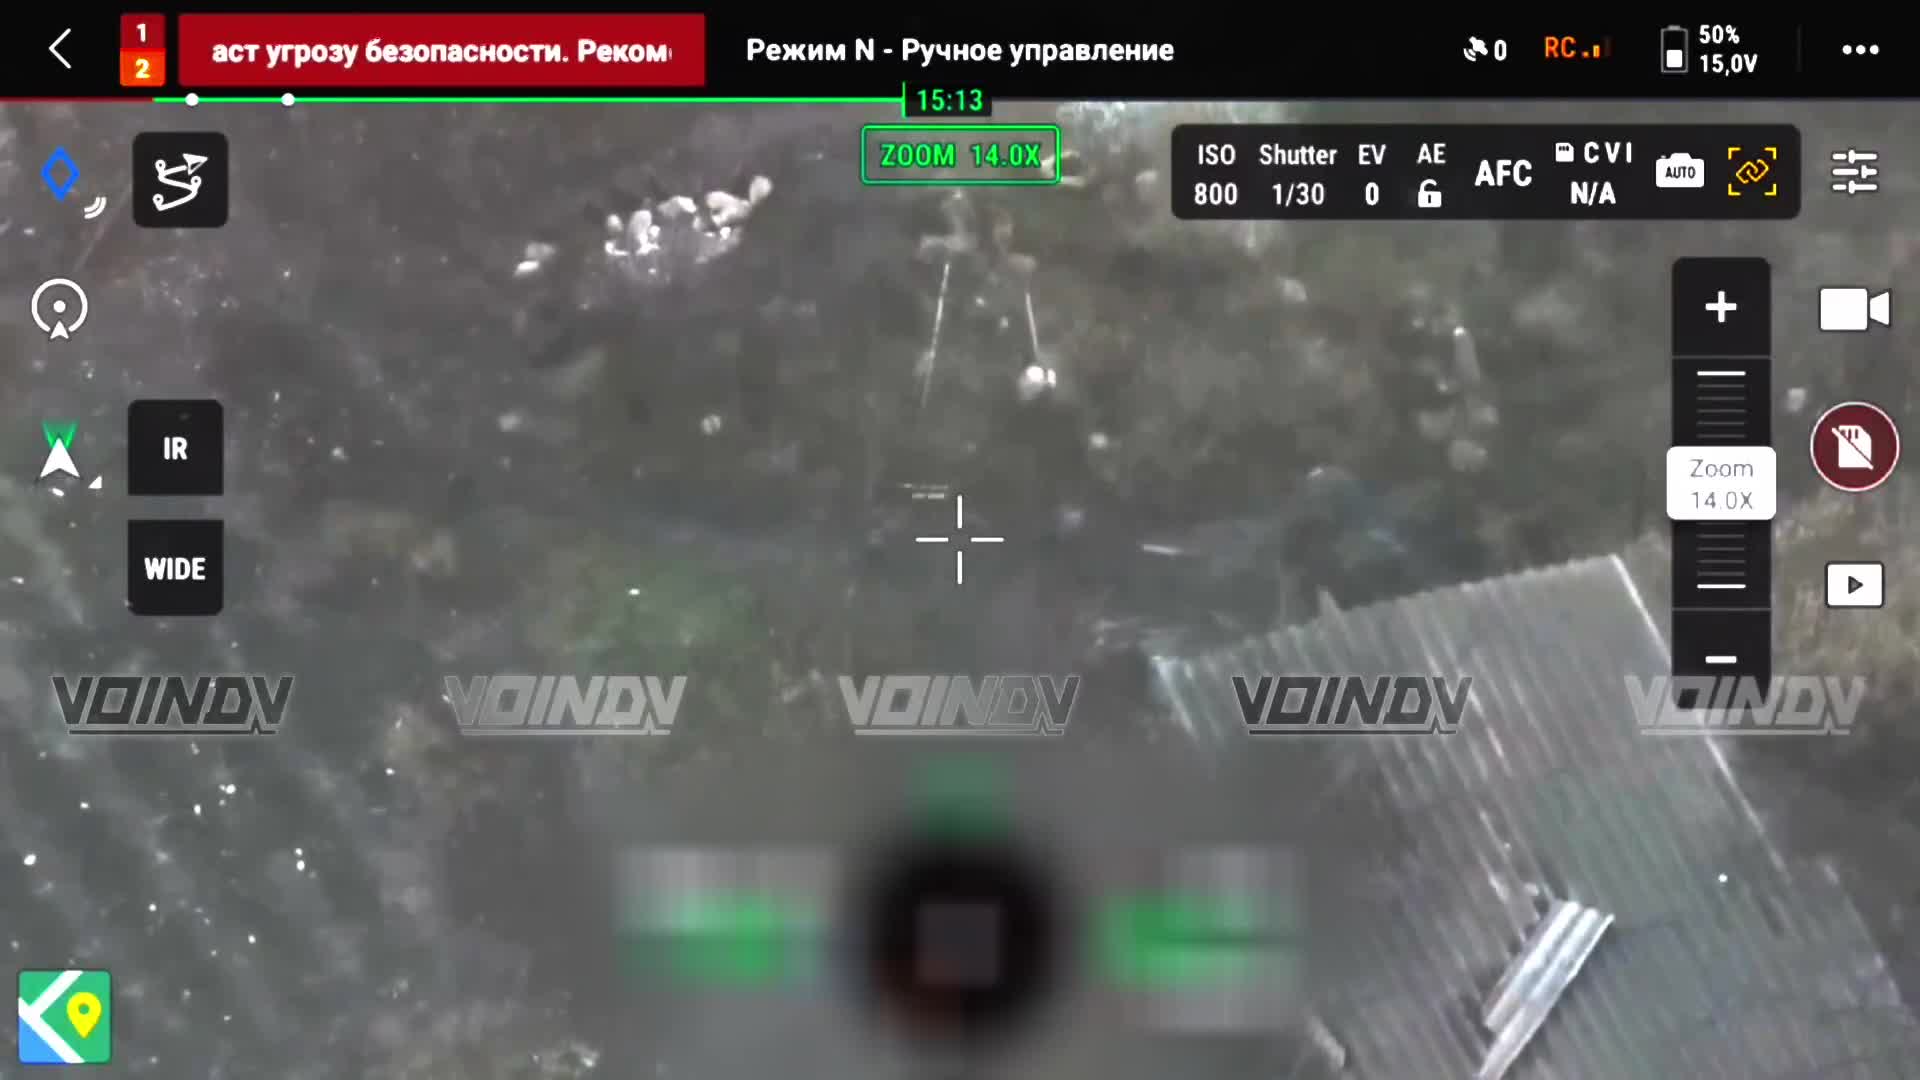 1
2
аст угрозу безопасности. Реком
Режим N - Ручное управление
0
RC
50%
15,0V
15:13
ZOOM 14.0X
ISO
800
Shutter
1/30
EV
0
AE
AFC
CVI
N/A
AUTO
IR
WIDE
Zoom
14.0X
VOINDV VOINDV VOINDV VOINDV VOINDV